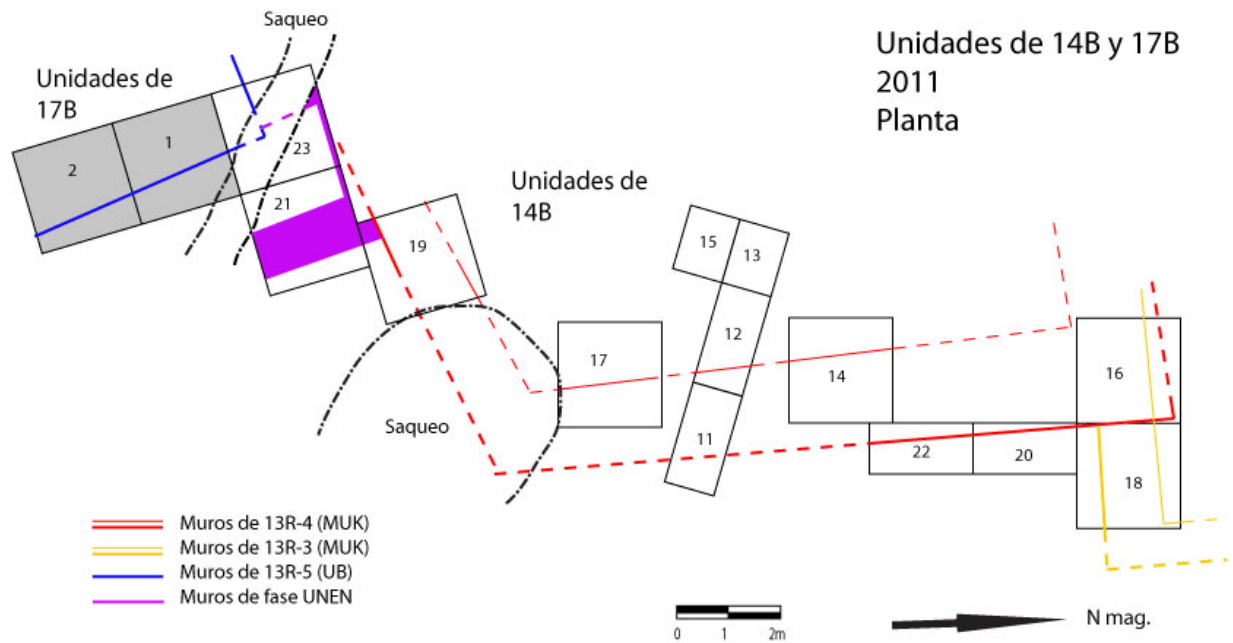 Saqueo
Unidades de 14B y 17B
2011
Planta
Unidades de
17B
2
1
23
21
Unidades de
14B
19
15
13
12
17
14
16
11
22
20
18
Saqueo
Muros de 13R-4 (MUK)
Muros de 13R-3 (MUK)
Muros de 13R-5 (UB)
Muros de fase UNEN
0 1 2m
N mag.